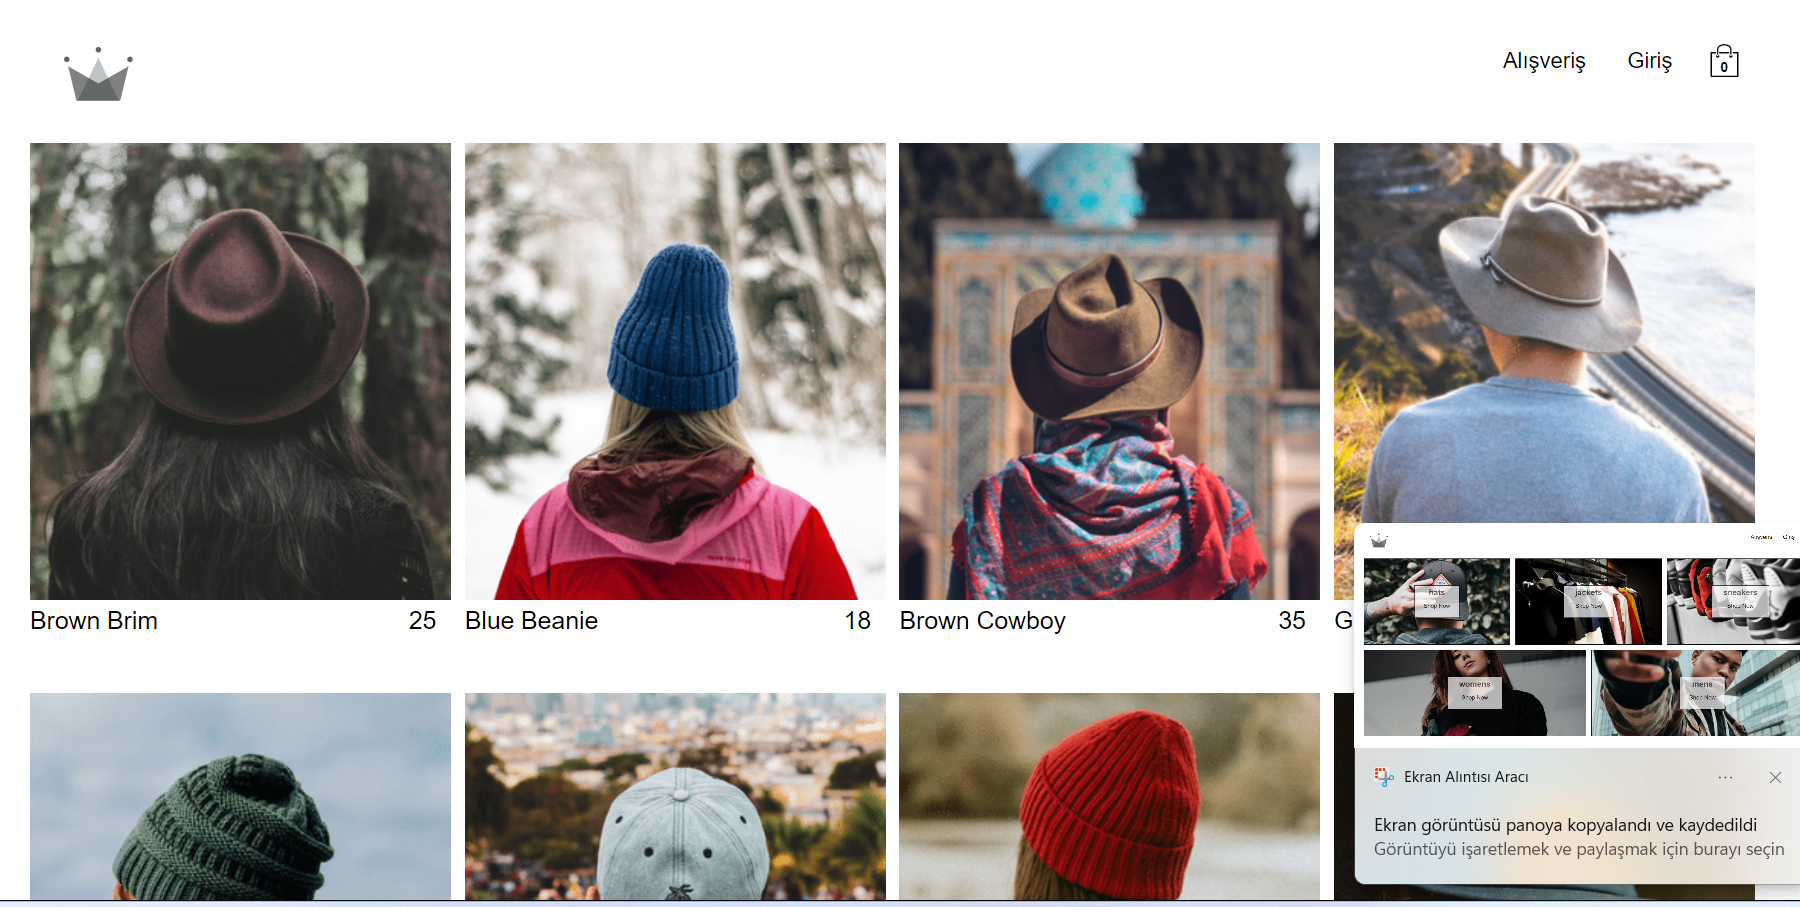 Alışveriş Giriş 0
Brown Brim 25 Blue Beanie 18 Brown Cowboy 35 G
Alışveriş Giriş
hats jackets sneakers
Shop Now Shop Now Shop Now
womens mens
Shop Now Shop Now
Ekran Alıntısı Aracı
Ekran görüntüsü panoya kopyalandı ve kaydedildi
Görüntüyü işaretlemek ve paylaşmak için burayı seçin